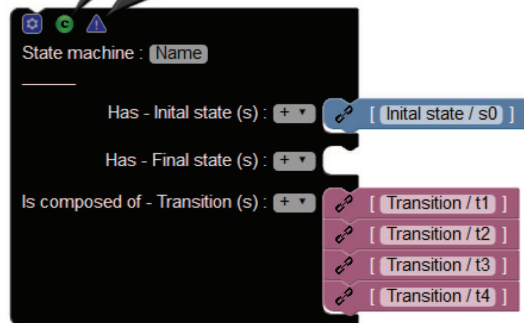 C !
State machine : Name
Has - Inital state (s) : + [ Inital state / s0 ]
Has - Final state (s) : +
Is composed of - Transition (s) : + [ Transition / t1 ]
[ Transition / t2 ]
[ Transition / t3 ]
[ Transition / t4 ]